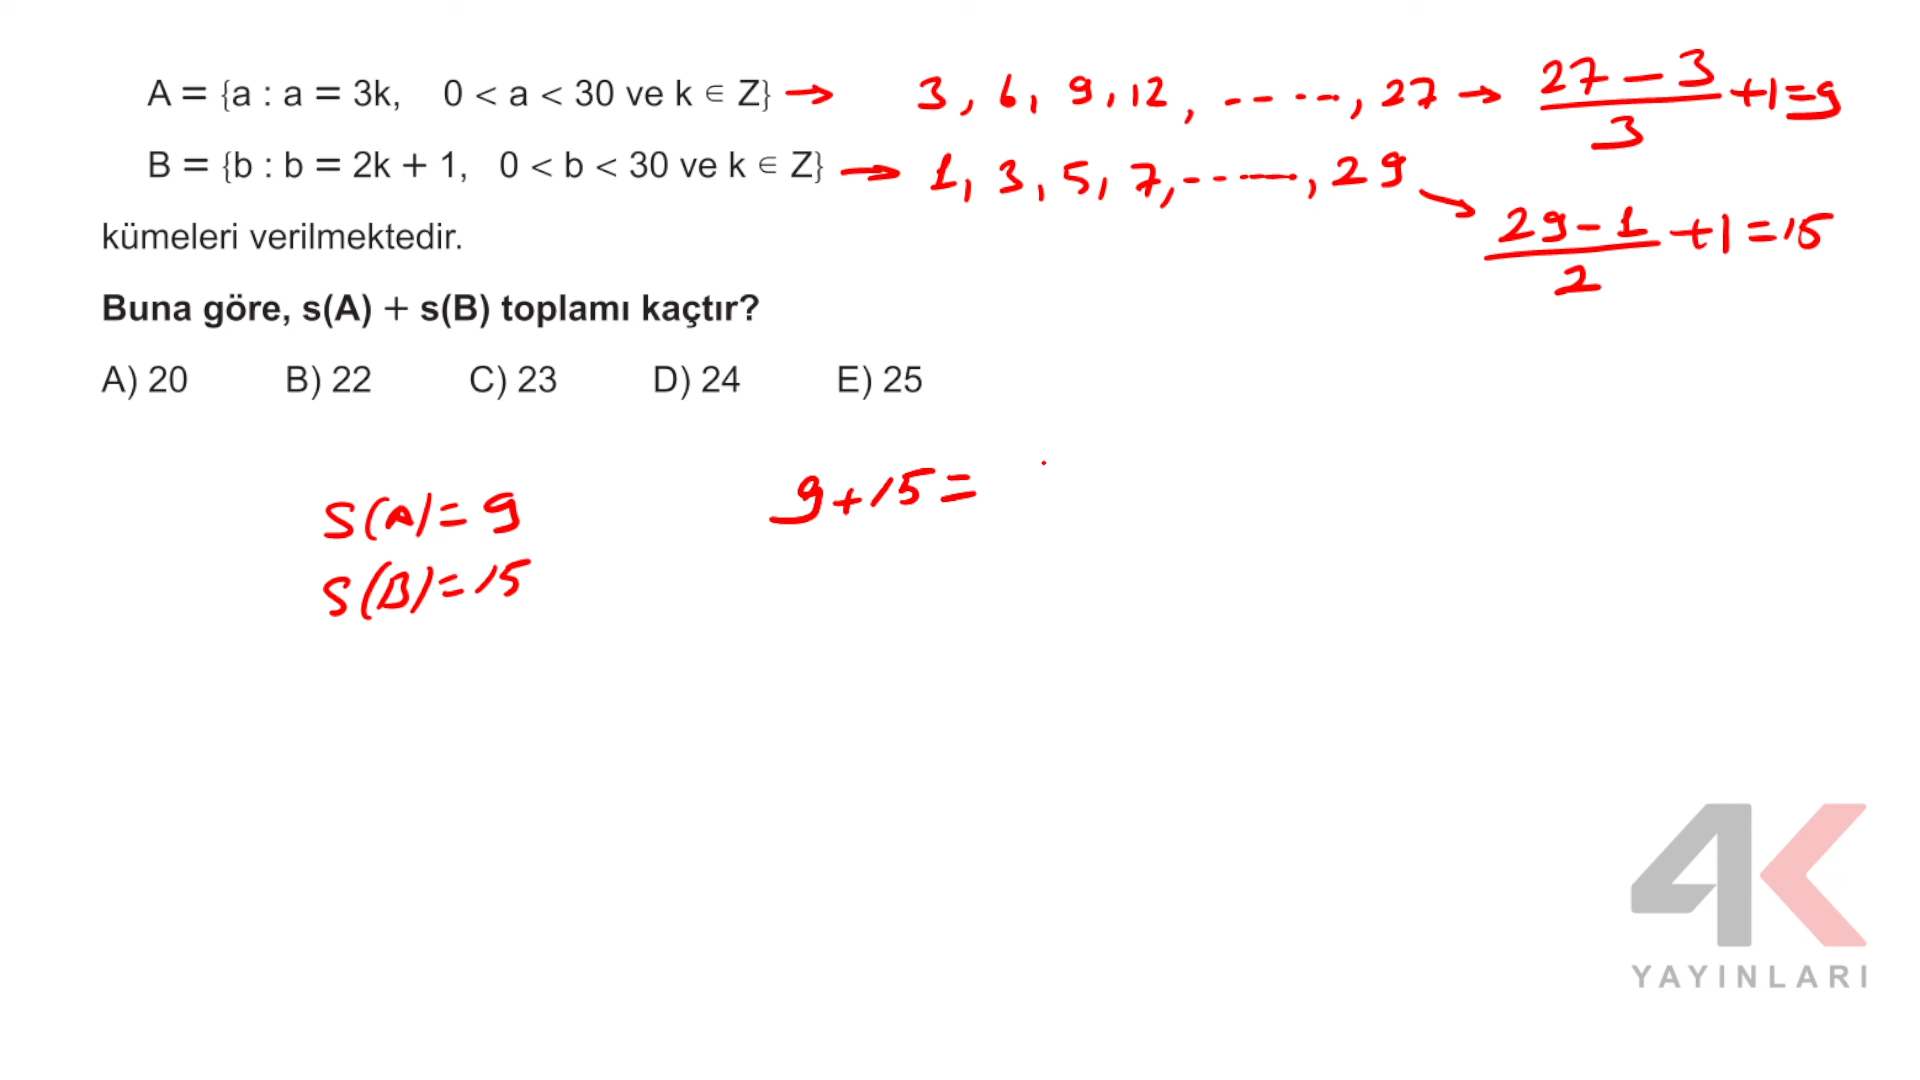 A = {a : a = 3k, 0 < a < 30 ve k ∈ Z} → 3, 6, 9, 12, ------, 27 → (27 - 3)/3 + 1 = 9
B = {b : b = 2k + 1, 0 < b < 30 ve k ∈ Z} → 1, 3, 5, 7, ------, 29 → (29 - 1)/2 + 1 = 15
kümeleri verilmektedir.
Buna göre, s(A) + s(B) toplamı kaçtır?
A) 20 B) 22 C) 23 D) 24 E) 25
S(A) = 9 9 + 15 =
S(B) = 15
4K
YAYINLARI